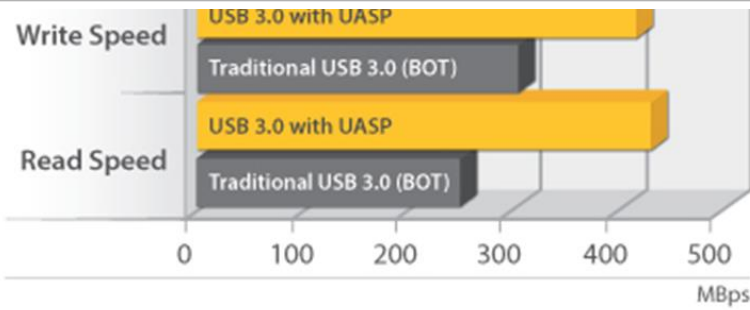 USB 3.0 with UASP
Write Speed
Traditional USB 3.0 (BOT)
USB 3.0 with UASP
Read Speed
Traditional USB 3.0 (BOT)
0 100 200 300 400 500
MBps